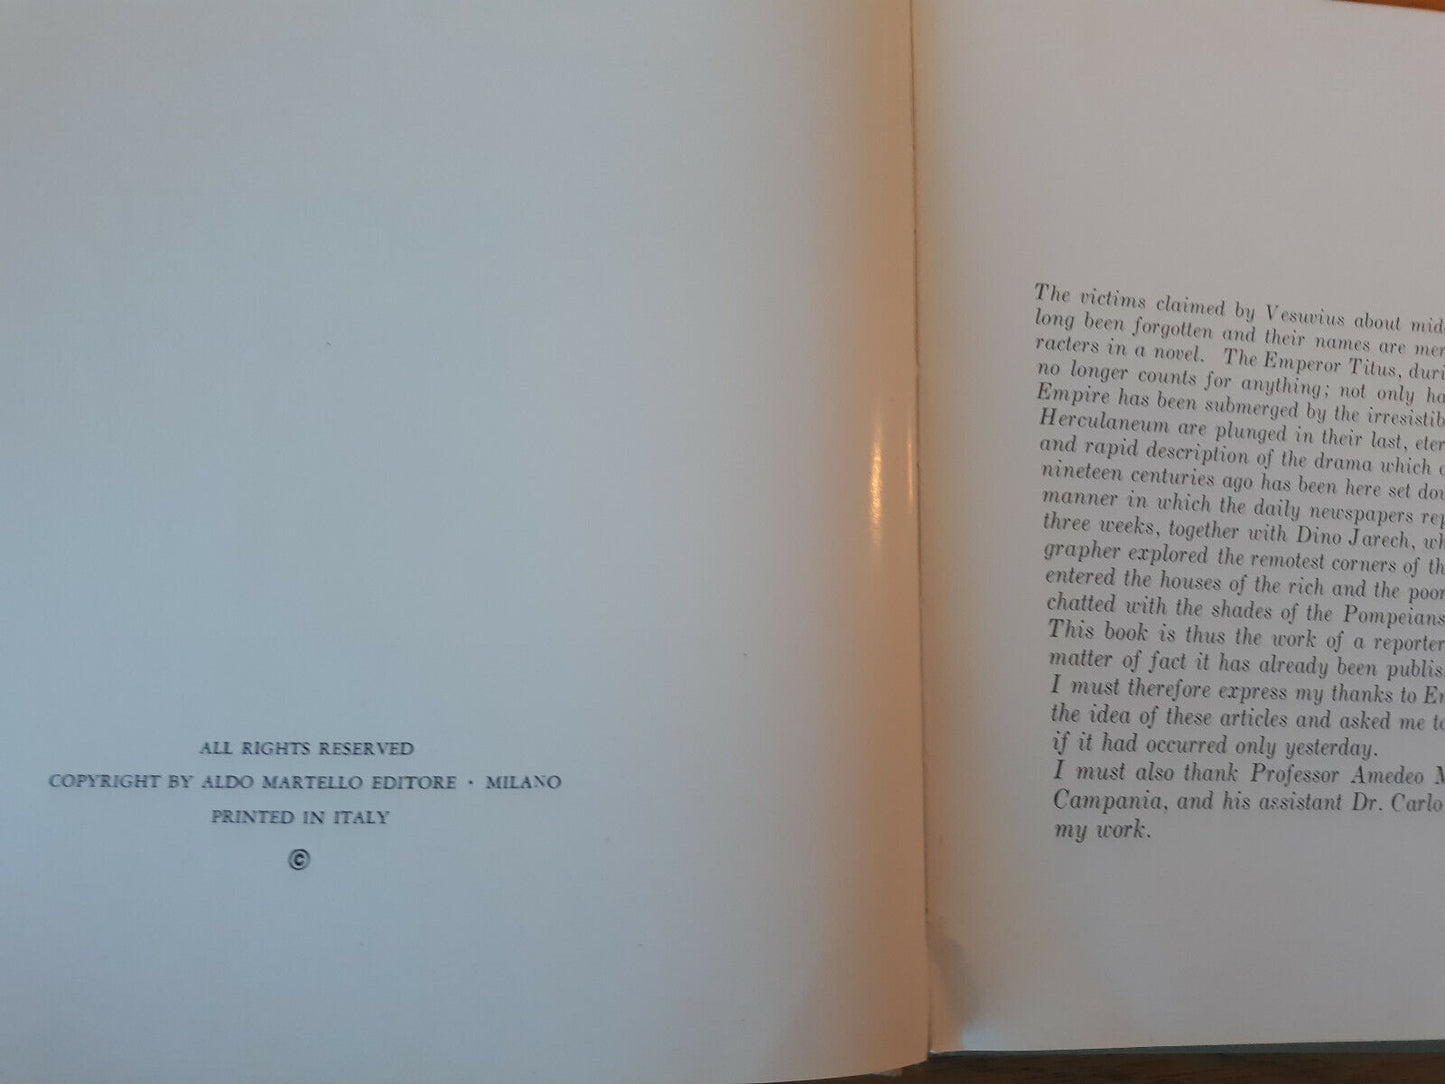 ALL RIGHTS RESERVED
COPYRIGHT BY ALDO MARTELLO EDITORE · MILANO
PRINTED IN ITALY
©
The victims claimed by Vesuvius about mid
long been forgotten and their names are mer
racters in a novel. The Emperor Titus, duri
no longer counts for anything; not only ha
Empire has been submerged by the irresistib
Herculaneum are plunged in their last, eter
and rapid description of the drama which
nineteen centuries ago has been here set dow
manner in which the daily newspapers rep
three weeks, together with Dino Jarech, wh
grapher explored the remotest corners of th
entered the houses of the rich and the poor
chatted with the shades of the Pompeians
This book is thus the work of a reporter
matter of fact it has already been publis
I must therefore express my thanks to En
the idea of these articles and asked me to
if it had occurred only yesterday.
I must also thank Professor Amedeo M
Campania, and his assistant Dr. Carlo
my work.